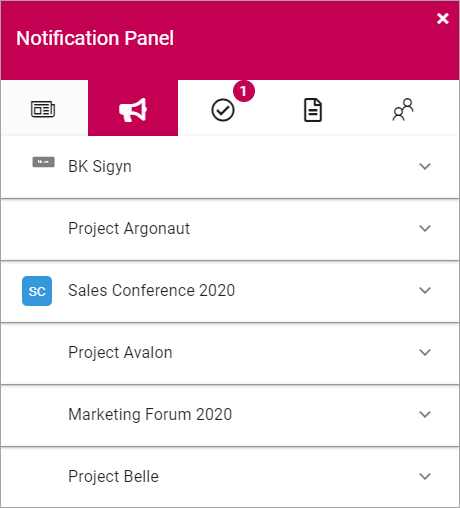 Notification Panel
1
BK Sigyn
Project Argonaut
SC Sales Conference 2020
Project Avalon
Marketing Forum 2020
Project Belle